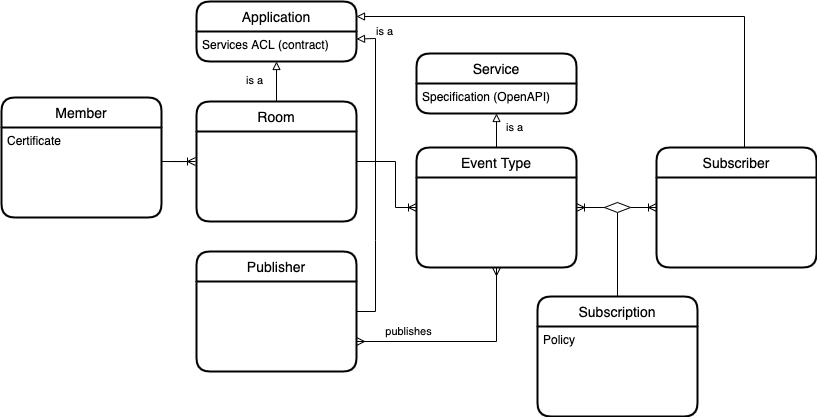 Application
Services ACL (contract)
is a
is a
Service
Specification (OpenAPI)
is a
Member
Certificate
Room
Event Type
Subscriber
Publisher
publishes
Subscription
Policy